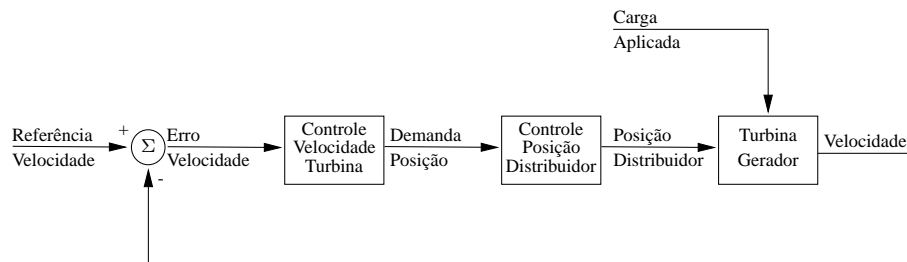 Carga
Aplicada
Referência
Velocidade
+
Σ
-
Erro
Velocidade
Controle
Velocidade
Turbina
Demanda
Posição
Controle
Posição
Distribuidor
Posição
Distribuidor
Turbina
Gerador
Velocidade